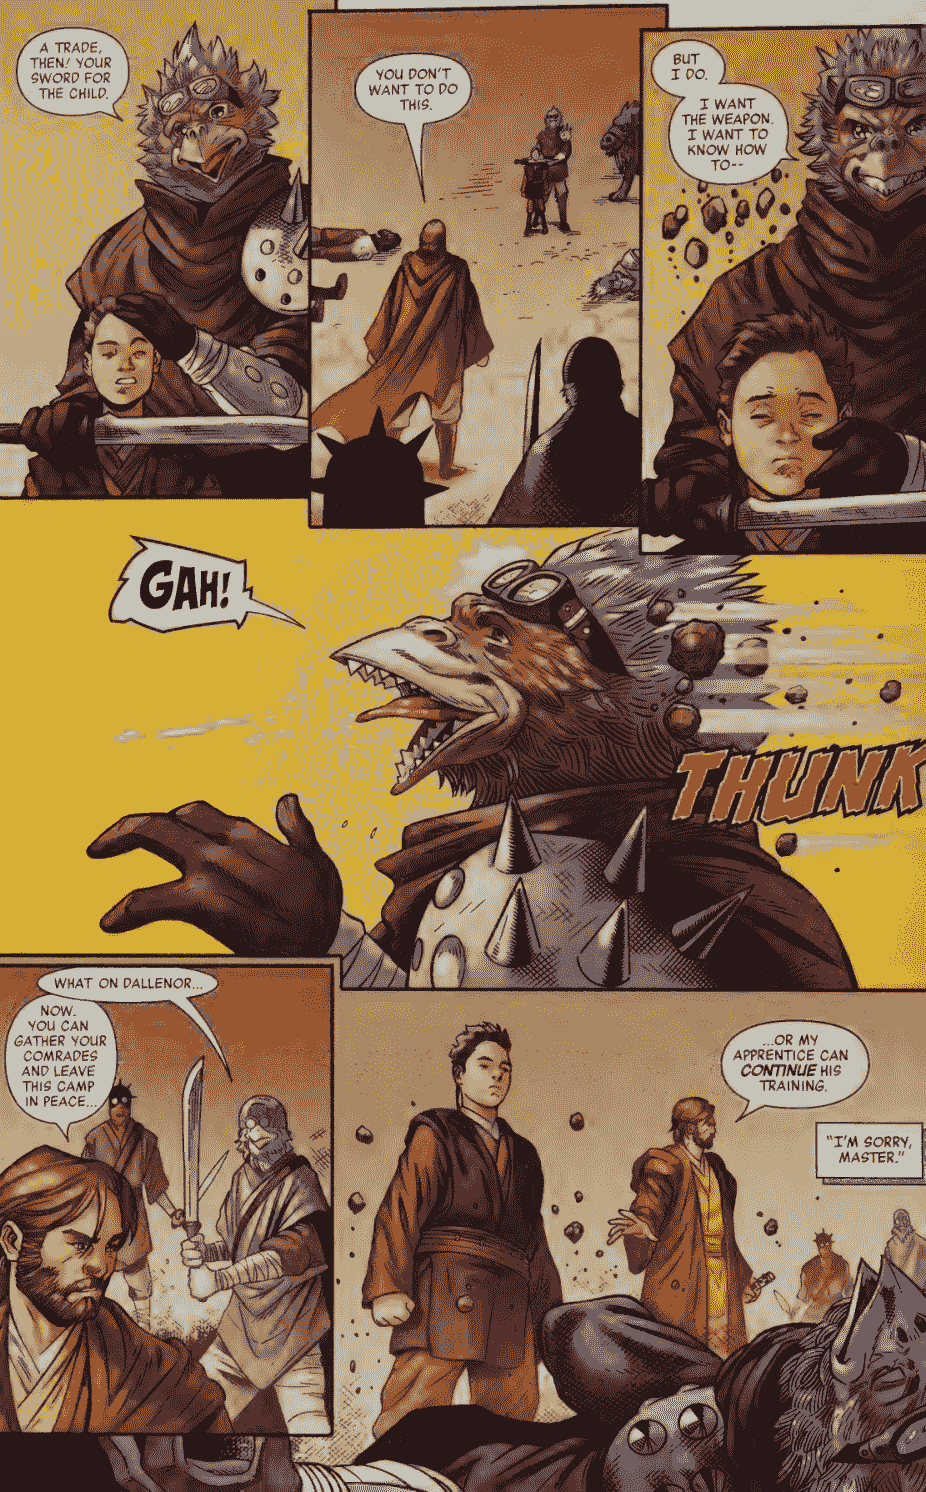 A TRADE,
THEN! YOUR
SWORD FOR
THE CHILD.
YOU DON'T
WANT TO DO
THIS.
BUT
I DO.
I WANT
THE WEAPON.
I WANT TO
KNOW HOW
TO--
GAH!
THUNK
WHAT ON DALLENOR...
NOW.
YOU CAN
GATHER YOUR
COMRADES
AND LEAVE
THIS CAMP
IN PEACE...
...OR MY
APPRENTICE CAN
CONTINUE HIS
TRAINING.
"I'M SORRY,
MASTER."